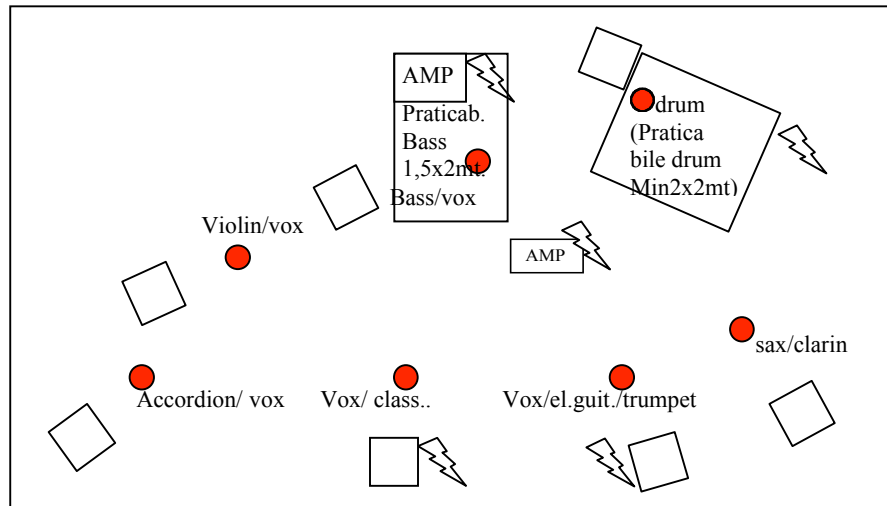 AMP
Praticab.
Bass
1,5x2mt.
Bass/vox
drum
(Pratica
bile drum
Min2x2mt)
Violin/vox
AMP
sax/clarin
Accordion/ vox
Vox/ class..
Vox/el.guit./trumpet